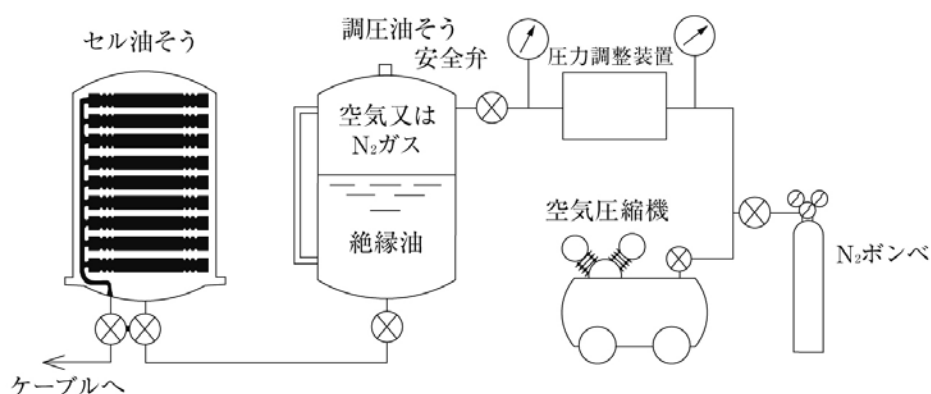 セル油そう
調圧油そう
安全弁
圧力調整装置
空気又は
N₂ガス
絶縁油
空気圧縮機
N₂ボンベ
ケーブルへ